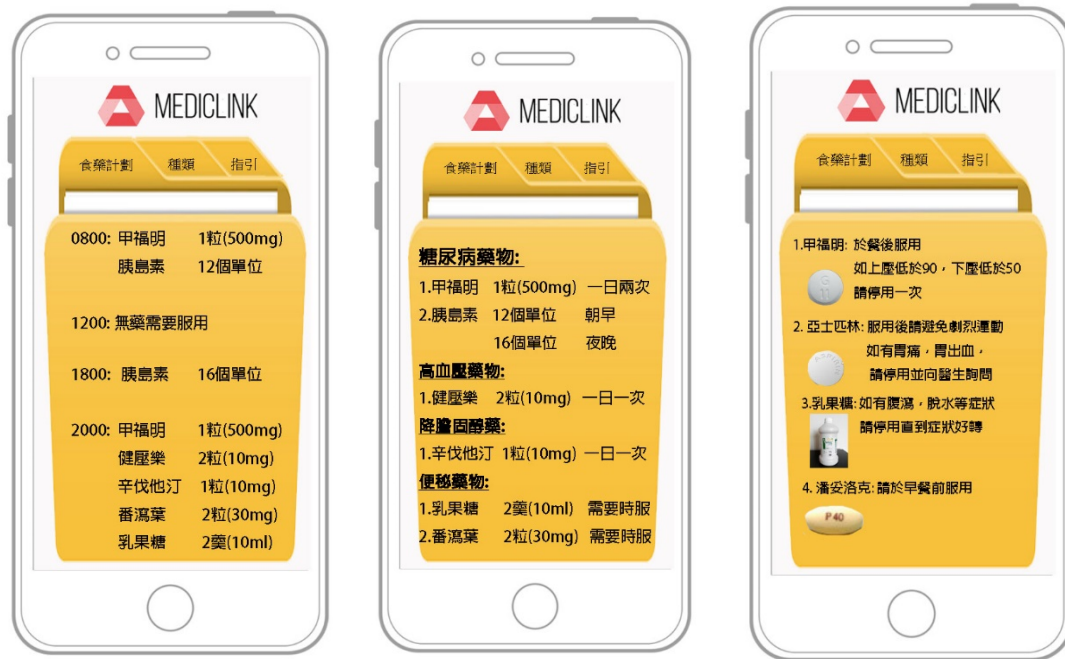 MEDICLINK
食藥計劃 種類 指引
0800: 甲福明 1粒(500mg)
胰島素 12個單位
1200: 無藥需要服用
1800: 胰島素 16個單位
2000: 甲福明 1粒(500mg)
健壓樂 2粒(10mg)
辛伐他汀 1粒(10mg)
番瀉葉 2粒(30mg)
乳果糖 2羹(10ml)
MEDICLINK
食藥計劃 種類 指引
糖尿病藥物:
1.甲福明 1粒(500mg) 一日兩次
2.胰島素 12個單位 朝早
16個單位 夜晚
高血壓藥物:
1.健壓樂 2粒(10mg) 一日一次
降膽固醇藥:
1.辛伐他汀 1粒(10mg) 一日一次
便秘藥物:
1.乳果糖 2羹(10ml) 需要時服
2.番瀉葉 2粒(30mg) 需要時服
MEDICLINK
食藥計劃 種類 指引
1.甲福明: 於餐後服用
如上壓低於90，下壓低於50
請停用一次
2. 亞士匹林: 服用後請避免劇烈運動
如有胃痛，胃出血，
請停用並向醫生詢問
3.乳果糖: 如有腹瀉，脫水等症狀
請停用直到症狀好轉
4. 潘妥洛克: 請於早餐前服用
P40